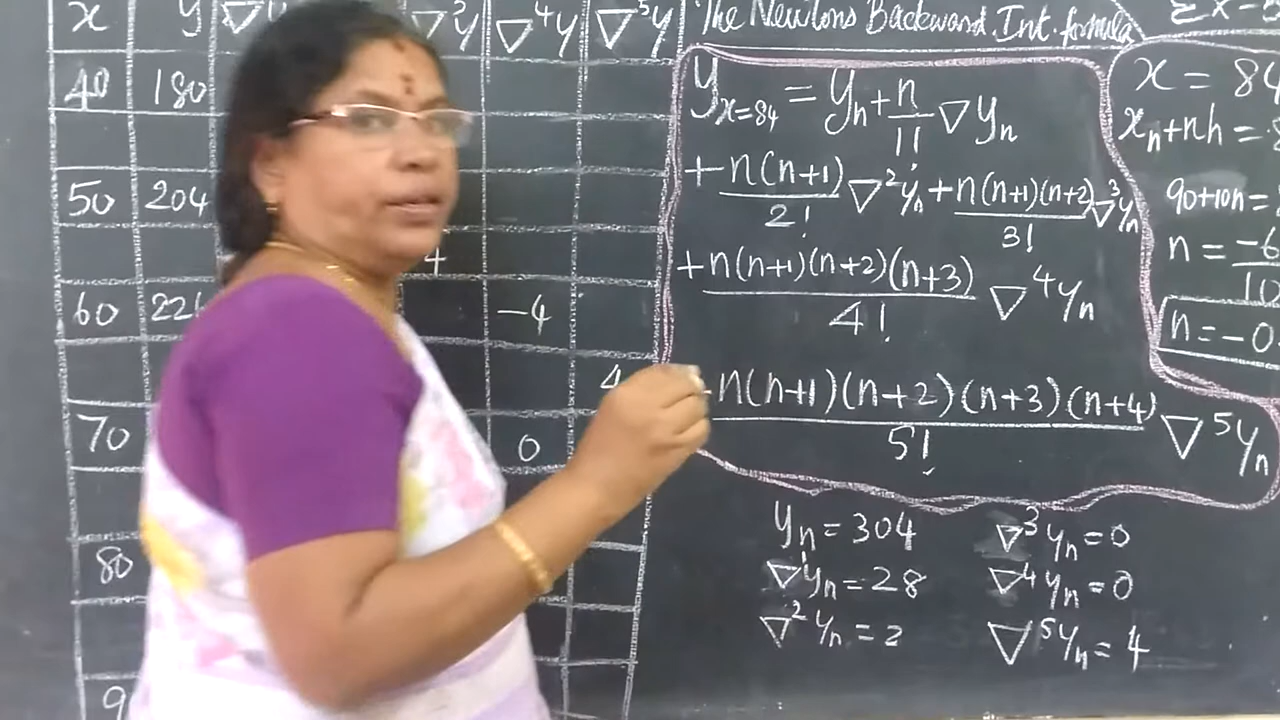 x y ∇³y ∇⁴y ∇⁵y
40 180
50 204
4
60 −4
4
70 0
80
The Newtons Backward Int. formula
y_{x=84} = y_n + n/1! ∇y_n
+ n(n+1)/2! ∇²y_n + n(n+1)(n+2)/3! ∇³y_n
+ n(n+1)(n+2)(n+3)/4! ∇⁴y_n
n(n+1)(n+2)(n+3)(n+4)/5! ∇⁵y_n
y_n = 304 ∇³y_n = 0
∇y_n = 28 ∇⁴y_n = 0
∇²y_n = 2 ∇⁵y_n = 4
x = 84
x_n + nh =
90+10n =
n = −6/10
n = −0